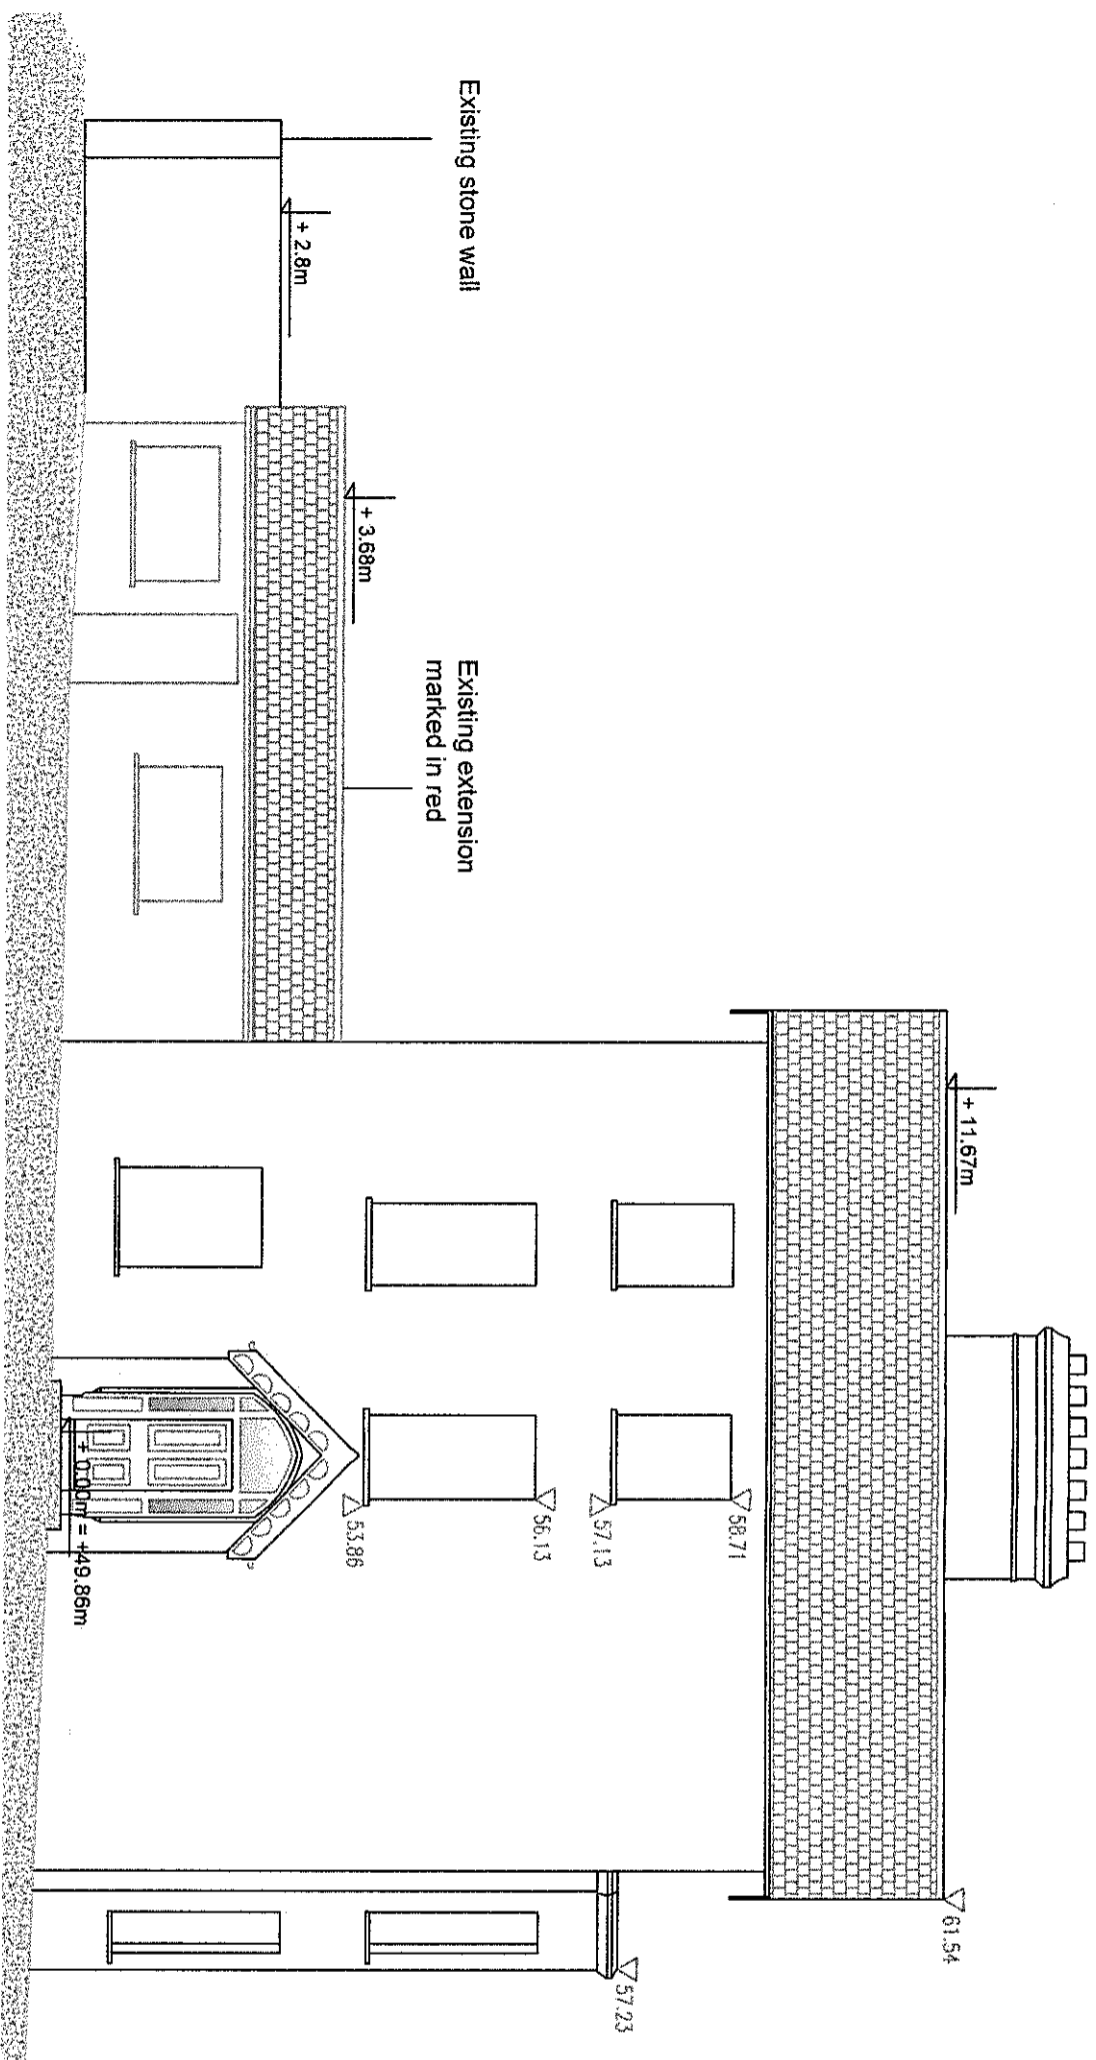 Existing stone wall
+ 2.8m
+ 3.68m
Existing extension
marked in red
+ 11.67m
61.54
58.71
57.13
56.13
53.86
57.23
+ 0.00m = +49.86m